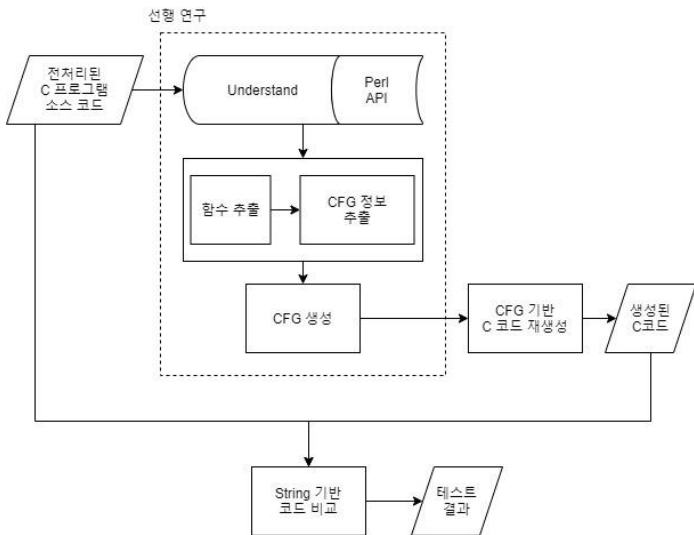 선행 연구
전처리된
C 프로그램
소스 코드
Understand
Perl
API
함수 추출
CFG 정보
추출
CFG 생성
CFG 기반
C 코드 재생성
생성된
C코드
String 기반
코드 비교
테스트
결과